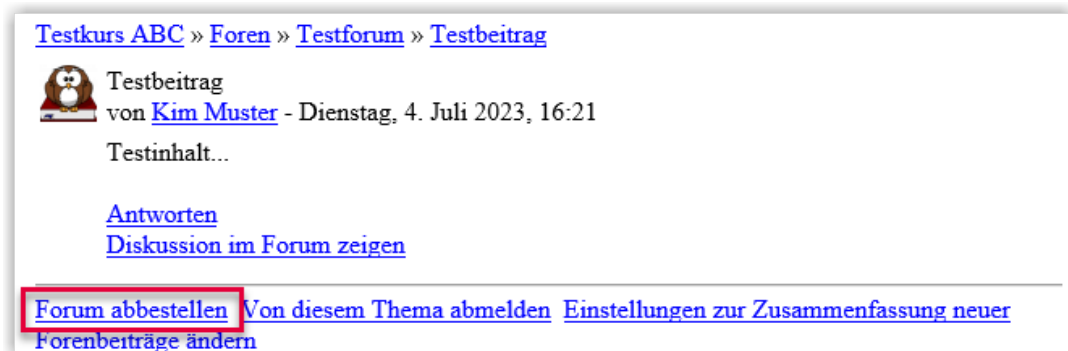 Testkurs ABC » Foren » Testforum » Testbeitrag
Testbeitrag
von Kim Muster - Dienstag, 4. Juli 2023, 16:21
Testinhalt...
Antworten
Diskussion im Forum zeigen
Forum abbestellen Von diesem Thema abmelden Einstellungen zur Zusammenfassung neuer
Forenbeiträge ändern